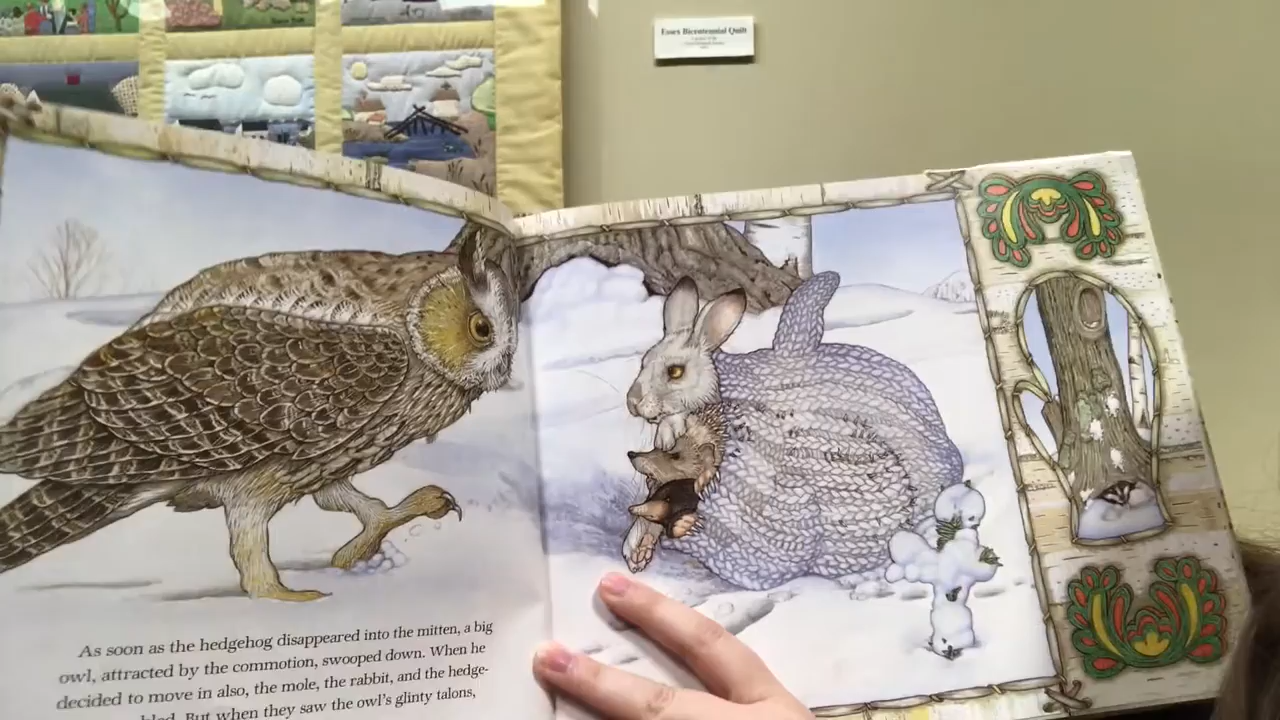 Essex Bicentennial Quilt
As soon as the hedgehog disappeared into the mitten, a big
owl, attracted by the commotion, swooped down. When he
decided to move in also, the mole, the rabbit, and the hedge-
But when they saw the owl's glinty talons,